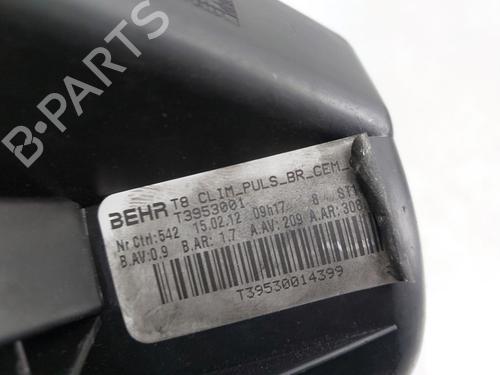 BEHR T8 CLIM_PULS_BR_CEM_
T3953001
Nr Ctrl:542 15.02.12 09h17 8 ST1
B.AV:0.9 B.AR: 1.7 A.AV: 209 A.AR: 308
T39530014399
B-PARTS